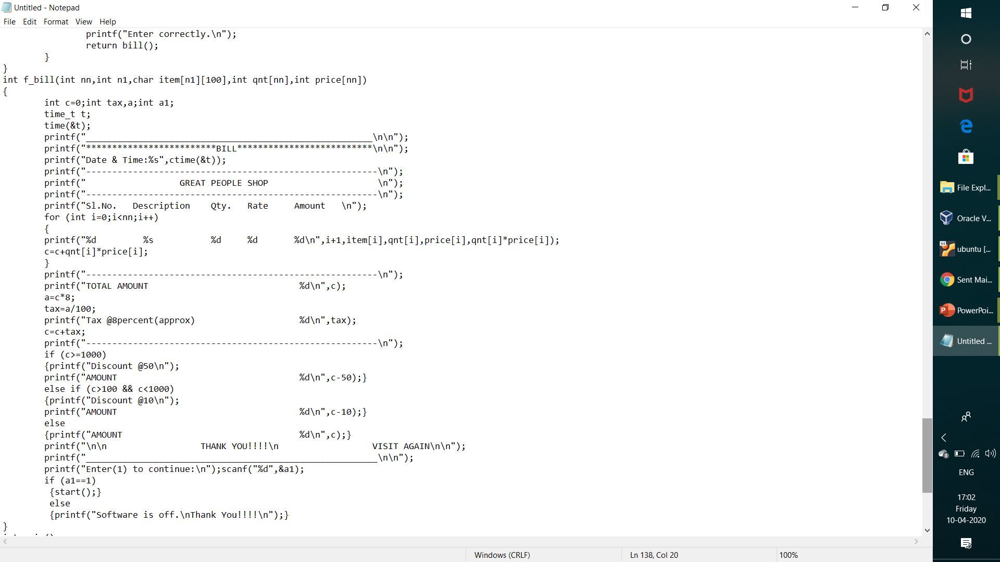 Untitled - Notepad
File Edit Format View Help
printf("Enter correctly.\n");
return bill();
}
}
int f_bill(int nn,int n1,char item[n1][100],int qnt[nn],int price[nn])
{
int c=0;int tax,a;int a1;
time_t t;
time(&t);
printf("_______________________________________________________\n\n");
printf("*************************BILL**************************\n\n");
printf("Date & Time:%s",ctime(&t));
printf("--------------------------------------------------------\n");
printf("                  GREAT PEOPLE SHOP                     \n");
printf("--------------------------------------------------------\n");
printf("Sl.No.   Description    Qty.   Rate     Amount   \n");
for (int i=0;i<nn;i++)
{
printf("%d         %s           %d     %d       %d\n",i+1,item[i],qnt[i],price[i],qnt[i]*price[i]);
c=c+qnt[i]*price[i];
}
printf("--------------------------------------------------------\n");
printf("TOTAL AMOUNT                             %d\n",c);
a=c*8;
tax=a/100;
printf("Tax @8percent(approx)                    %d\n",tax);
c=c+tax;
printf("--------------------------------------------------------\n");
if (c>=1000)
{printf("Discount @50\n");
printf("AMOUNT                                   %d\n",c-50);}
else if (c>100 && c<1000)
{printf("Discount @10\n");
printf("AMOUNT                                   %d\n",c-10);}
else
{printf("AMOUNT                                  %d\n",c);}
printf("\n\n                  THANK YOU!!!!\n                  VISIT AGAIN\n\n");
printf("________________________________________________________\n\n");
printf("Enter(1) to continue:\n");scanf("%d",&a1);
if (a1==1)
{start();}
else
{printf("Software is off.\nThank You!!!!\n");}
}
Windows (CRLF)
Ln 138, Col 20
100%
File Expl...
Oracle V...
64
ubuntu [...
Sent Mai...
P
PowerPoi...
Untitled ...
ENG
17:02
Friday
10-04-2020